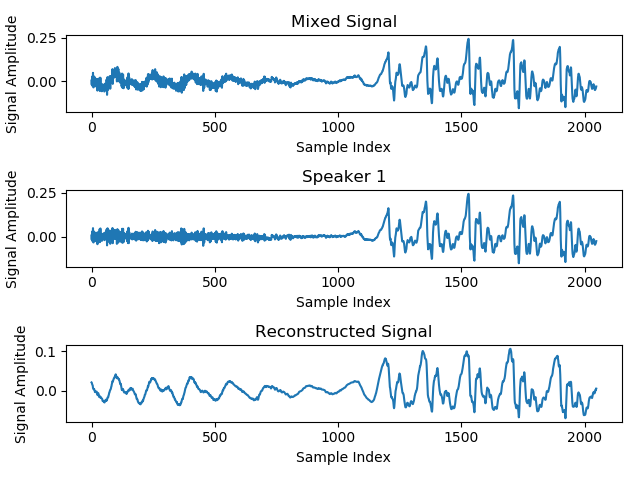 Mixed Signal
Signal Amplitude
0.25
0.00
0
500
1000
1500
2000
Sample Index
Speaker 1
Signal Amplitude
0.25
0.00
0
500
1000
1500
2000
Sample Index
Reconstructed Signal
Signal Amplitude
0.1
0.0
0
500
1000
1500
2000
Sample Index